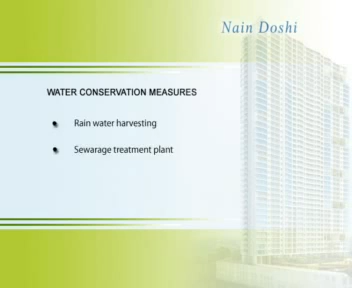 Nain Doshi
WATER CONSERVATION MEASURES
• Rain water harvesting
• Sewarage treatment plant